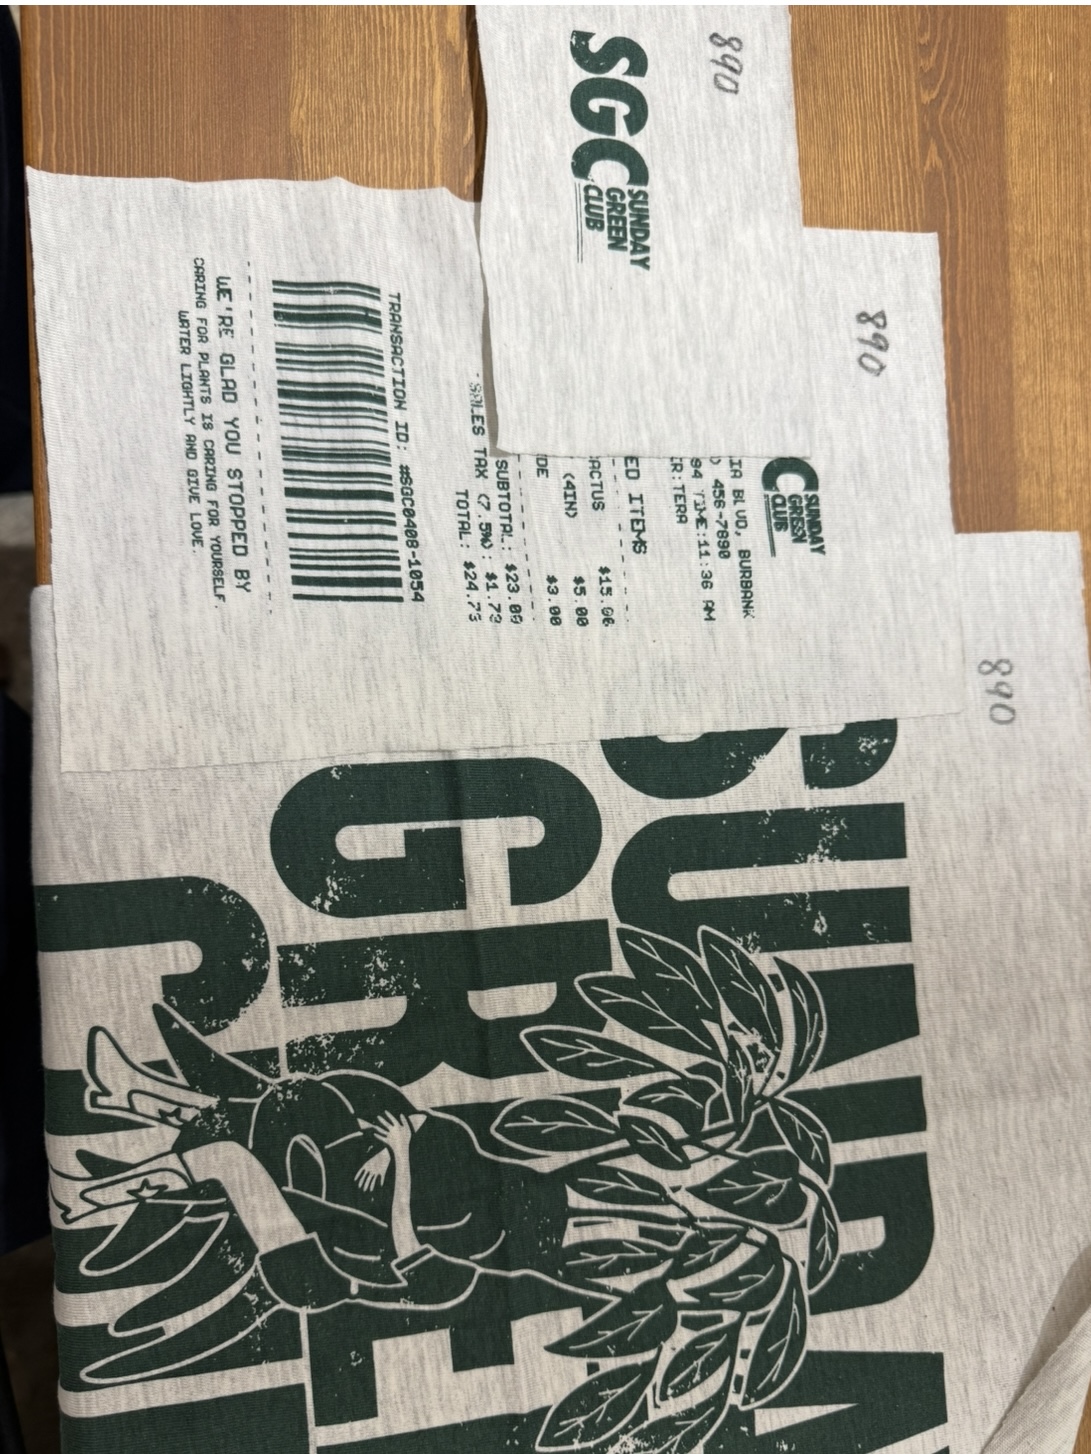 890
SGC SUNDAY
GREEN
CLUB
890
C SUNDAY
GREEN
CLUB
IA BLVD, BURBANK
) 456-7890
94 TIME:11:36 AM
R:TERA
ED ITEMS
ACTUS $15.00
(4IN) $5.00
DE $3.00
SUBTOTAL: $23.00
SALES TAX (7.5%): $1.73
TOTAL: $24.73
TRANSACTION ID: #SGC0408-1054
WE'RE GLAD YOU STOPPED BY
CARING FOR PLANTS IS CARING FOR YOURSELF.
WATER LIGHTLY AND GIVE LOVE.
890
SUNDA
GRE